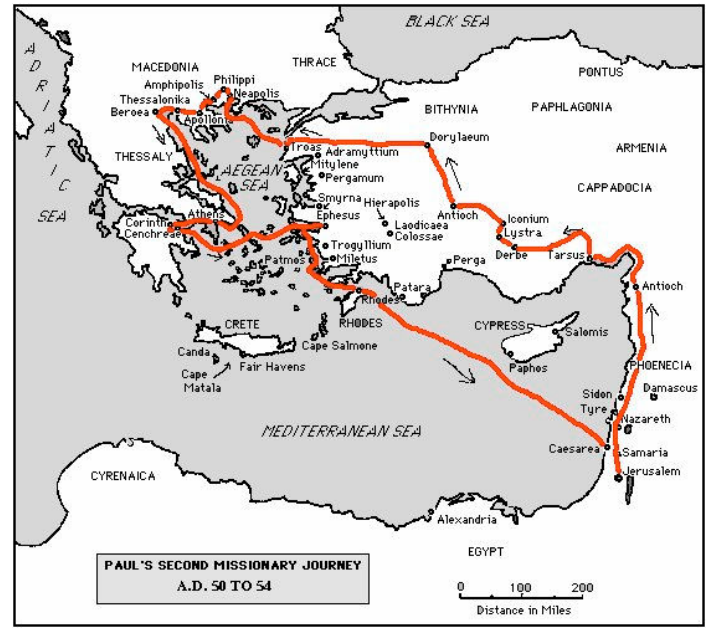 BLACK SEA
ADRIATIC
SEA
MACEDONIA
THRACE
PONTUS
Amphipolis
Philippi
Neapolis
Thessalonika
Beroea
Apollonia
BITHYNIA
PAPHLAGONIA
Dorylaeum
ARMENIA
THESSALY
AEGEAN
SEA
Troas
Adramyttium
Mitylene
Pergamum
CAPPADOCIA
Smyrna
Hierapolis
Antioch
Iconium
Lystra
Athens
Corinth
Cenchreae
Ephesus
Laodicaea
Colossae
Derbe
Tarsus
Trogyllium
Miletus
Patmos
Perga
Patara
Antioch
Rhodes
RHODES
CRETE
Cape Salmone
CYPRESS
Salomis
Paphos
Canda
Fair Havens
Cape
Matala
PHOENECIA
Sidon
Damascus
Tyre
Nazareth
MEDITERRANEAN SEA
Caesarea
Samaria
Jerusalem
CYRENAICA
Alexandria
EGYPT
PAUL'S SECOND MISSIONARY JOURNEY
A.D. 50 TO 54
0 100 200
Distance in Miles